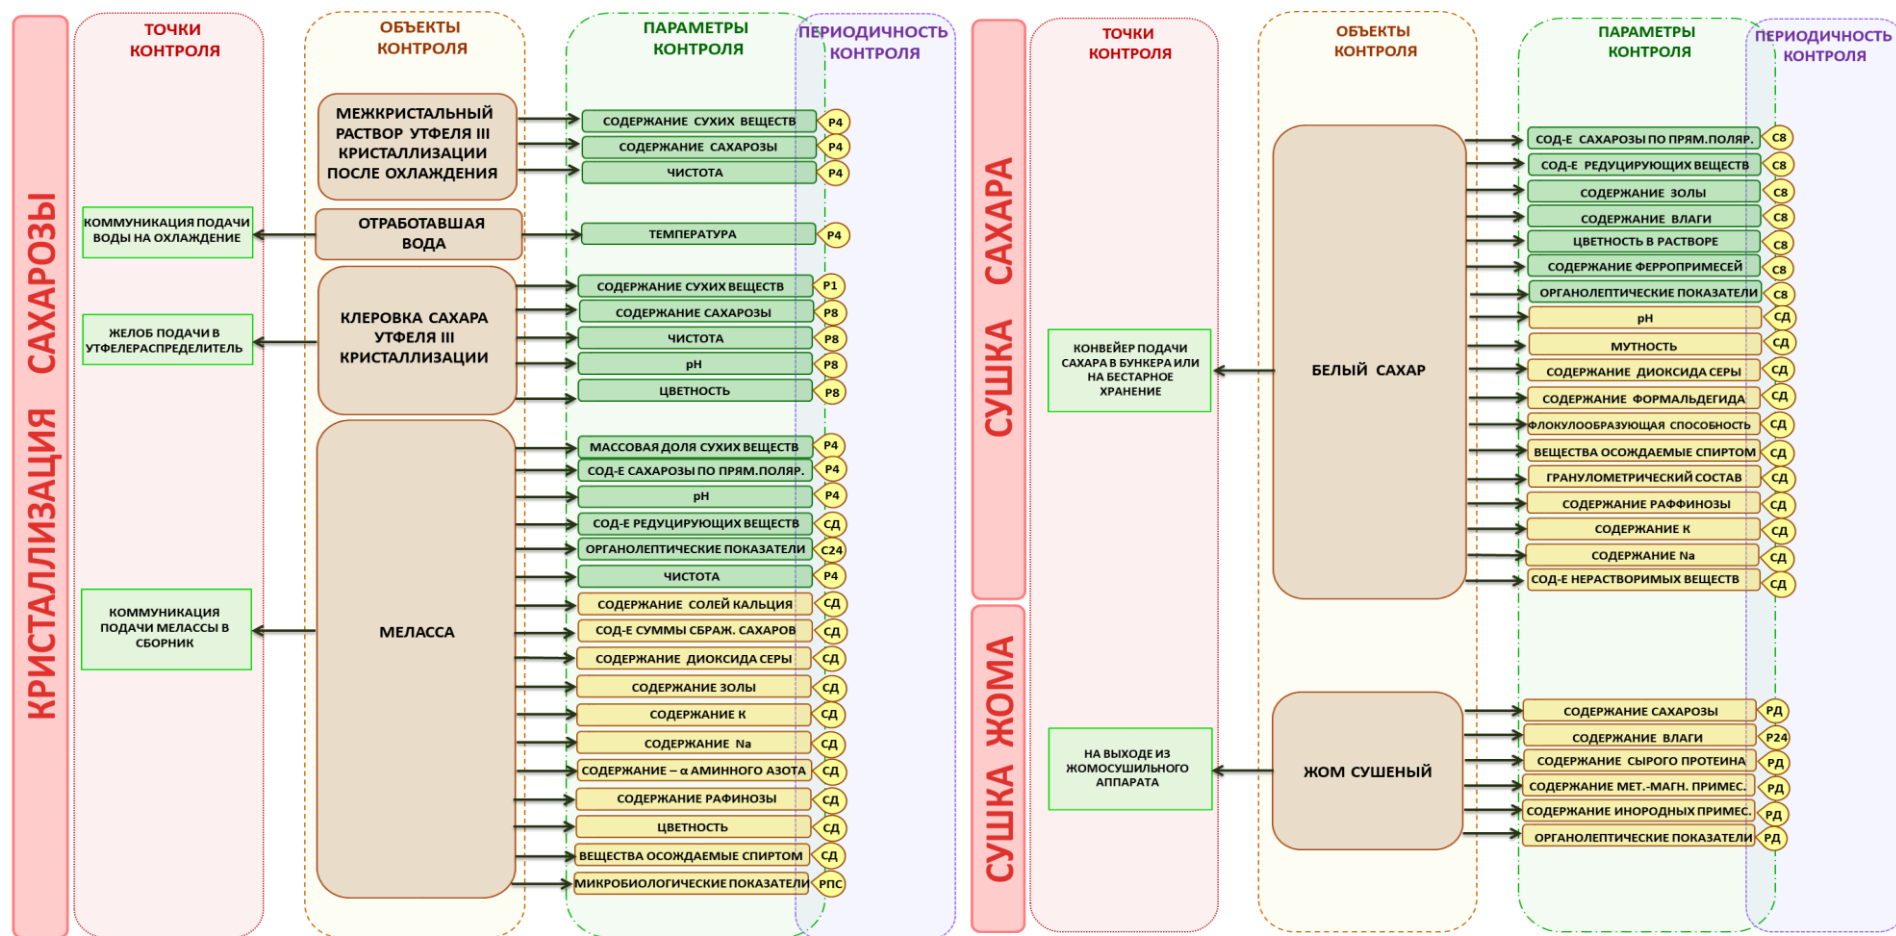 КРИСТАЛЛИЗАЦИЯ САХАРОЗЫ
ТОЧКИ
КОНТРОЛЯ
ОБЪЕКТЫ
КОНТРОЛЯ
ПАРАМЕТРЫ
КОНТРОЛЯ
ПЕРИОДИЧНОСТЬ
КОНТРОЛЯ
МЕЖКРИСТАЛЬНЫЙ
РАСТВОР УТФЕЛЯ III
КРИСТАЛЛИЗАЦИИ
ПОСЛЕ ОХЛАЖДЕНИЯ
СОДЕРЖАНИЕ СУХИХ ВЕЩЕСТВ Р4
СОДЕРЖАНИЕ САХАРОЗЫ Р4
ЧИСТОТА Р4
КОММУНИКАЦИЯ ПОДАЧИ
ВОДЫ НА ОХЛАЖДЕНИЕ
ОТРАБОТАВШАЯ
ВОДА
ТЕМПЕРАТУРА Р4
ЖЕЛОБ ПОДАЧИ В
УТФЕЛЕРАСПРЕДЕЛИТЕЛЬ
КЛЕРОВКА САХАРА
УТФЕЛЯ III
КРИСТАЛЛИЗАЦИИ
СОДЕРЖАНИЕ СУХИХ ВЕЩЕСТВ Р1
СОДЕРЖАНИЕ САХАРОЗЫ Р8
ЧИСТОТА Р8
pH Р8
ЦВЕТНОСТЬ Р8
КОММУНИКАЦИЯ
ПОДАЧИ МЕЛАССЫ В
СБОРНИК
МЕЛАССА
МАССОВАЯ ДОЛЯ СУХИХ ВЕЩЕСТВ Р4
СОД-Е САХАРОЗЫ ПО ПРЯМ.ПОЛЯР. Р4
pH Р4
СОД-Е РЕДУЦИРУЮЩИХ ВЕЩЕСТВ СД
ОРГАНОЛЕПТИЧЕСКИЕ ПОКАЗАТЕЛИ С24
ЧИСТОТА Р4
СОДЕРЖАНИЕ СОЛЕЙ КАЛЬЦИЯ СД
СОД-Е СУММЫ СБРАЖ. САХАРОВ СД
СОДЕРЖАНИЕ ДИОКСИДА СЕРЫ СД
СОДЕРЖАНИЕ ЗОЛЫ СД
СОДЕРЖАНИЕ К СД
СОДЕРЖАНИЕ Na СД
СОДЕРЖАНИЕ – α АМИННОГО АЗОТА СД
СОДЕРЖАНИЕ РАФИНОЗЫ СД
ЦВЕТНОСТЬ СД
ВЕЩЕСТВА ОСОЖДАЕМЫЕ СПИРТОМ СД
МИКРОБИОЛОГИЧЕСКИЕ ПОКАЗАТЕЛИ РПС
СУШКА САХАРА
ТОЧКИ
КОНТРОЛЯ
ОБЪЕКТЫ
КОНТРОЛЯ
ПАРАМЕТРЫ
КОНТРОЛЯ
ПЕРИОДИЧНОСТЬ
КОНТРОЛЯ
КОНВЕЙЕР ПОДАЧИ
САХАРА В БУНКЕРА ИЛИ
НА БЕСТАРНОЕ
ХРАНЕНИЕ
БЕЛЫЙ САХАР
СОД-Е САХАРОЗЫ ПО ПРЯМ.ПОЛЯР. С8
СОД-Е РЕДУЦИРУЮЩИХ ВЕЩЕСТВ С8
СОДЕРЖАНИЕ ЗОЛЫ С8
СОДЕРЖАНИЕ ВЛАГИ С8
ЦВЕТНОСТЬ В РАСТВОРЕ С8
СОДЕРЖАНИЕ ФЕРРОПРИМЕСЕЙ С8
ОРГАНОЛЕПТИЧЕСКИЕ ПОКАЗАТЕЛИ С8
pH СД
МУТНОСТЬ СД
СОДЕРЖАНИЕ ДИОКСИДА СЕРЫ СД
СОДЕРЖАНИЕ ФОРМАЛЬДЕГИДА СД
ФЛОКУЛООБРАЗУЮЩАЯ СПОСОБНОСТЬ СД
ВЕЩЕСТВА ОСОЖДАЕМЫЕ СПИРТОМ СД
ГРАНУЛОМЕТРИЧЕСКИЙ СОСТАВ СД
СОДЕРЖАНИЕ РАФФИНОЗЫ СД
СОДЕРЖАНИЕ К СД
СОДЕРЖАНИЕ Na СД
СОД-Е НЕРАСТВОРИМЫХ ВЕЩЕСТВ СД
СУШКА ЖОМА
НА ВЫХОДЕ ИЗ
ЖОМОСУШИЛЬНОГО
АППАРАТА
ЖОМ СУШЕНЫЙ
СОДЕРЖАНИЕ САХАРОЗЫ РД
СОДЕРЖАНИЕ ВЛАГИ Р24
СОДЕРЖАНИЕ СЫРОГО ПРОТЕИНА РД
СОДЕРЖАНИЕ МЕТ.-МАГН. ПРИМЕС. РД
СОДЕРЖАНИЕ ИНОРОДНЫХ ПРИМЕС. РД
ОРГАНОЛЕПТИЧЕСКИЕ ПОКАЗАТЕЛИ РД